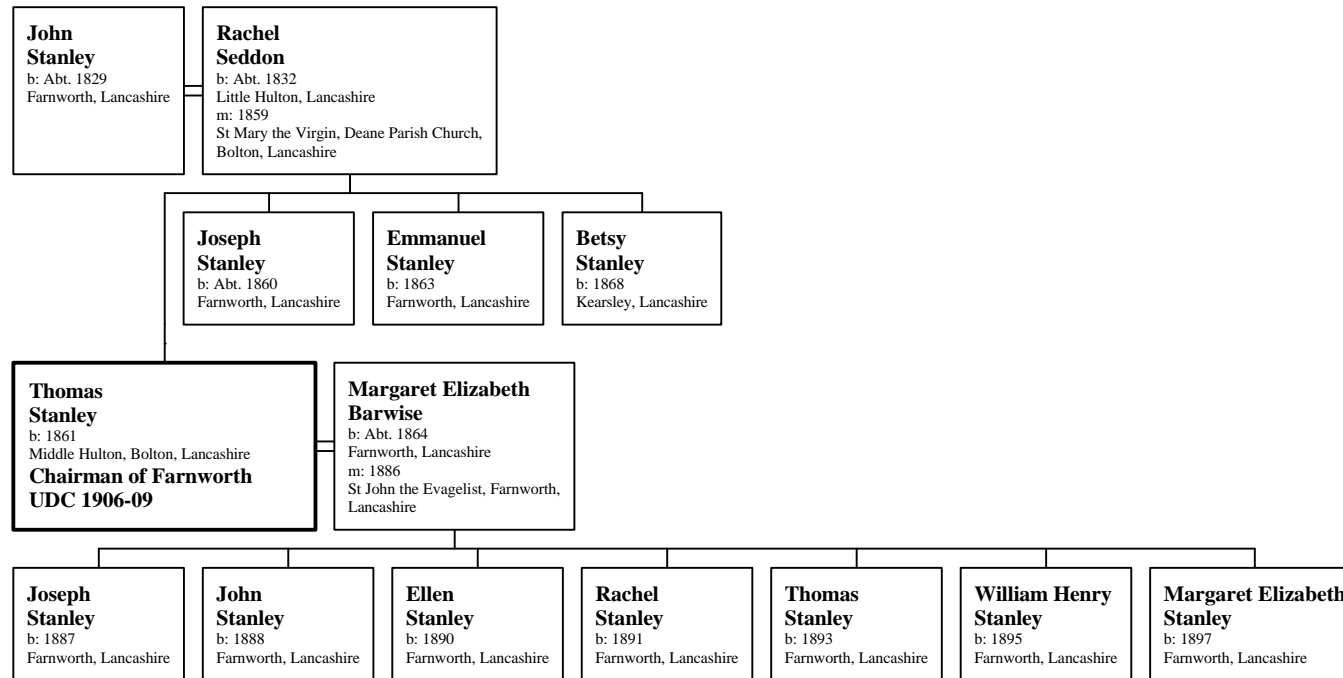 John
Stanley
b: Abt. 1829
Farnworth, Lancashire
Rachel
Seddon
b: Abt. 1832
Little Hulton, Lancashire
m: 1859
St Mary the Virgin, Deane Parish Church,
Bolton, Lancashire
Joseph
Stanley
b: Abt. 1860
Farnworth, Lancashire
Emmanuel
Stanley
b: 1863
Farnworth, Lancashire
Betsy
Stanley
b: 1868
Kearsley, Lancashire
Thomas
Stanley
b: 1861
Middle Hulton, Bolton, Lancashire
Chairman of Farnworth
UDC 1906-09
Margaret Elizabeth
Barwise
b: Abt. 1864
Farnworth, Lancashire
m: 1886
St John the Evagelist, Farnworth,
Lancashire
Joseph
Stanley
b: 1887
Farnworth, Lancashire
John
Stanley
b: 1888
Farnworth, Lancashire
Ellen
Stanley
b: 1890
Farnworth, Lancashire
Rachel
Stanley
b: 1891
Farnworth, Lancashire
Thomas
Stanley
b: 1893
Farnworth, Lancashire
William Henry
Stanley
b: 1895
Farnworth, Lancashire
Margaret Elizabeth
Stanley
b: 1897
Farnworth, Lancashire